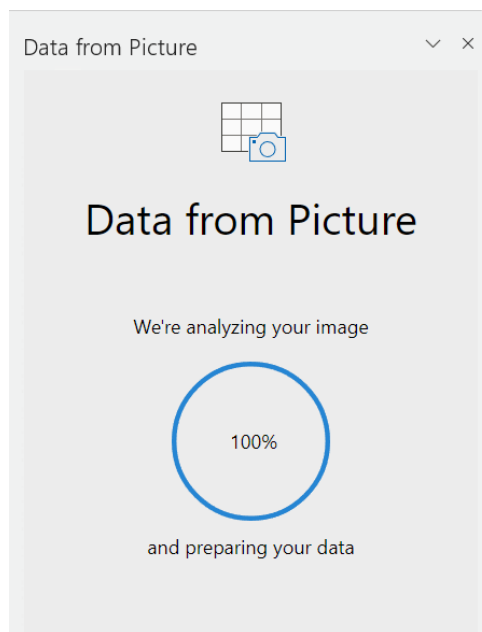 Data from Picture
Data from Picture
We're analyzing your image
100%
and preparing your data